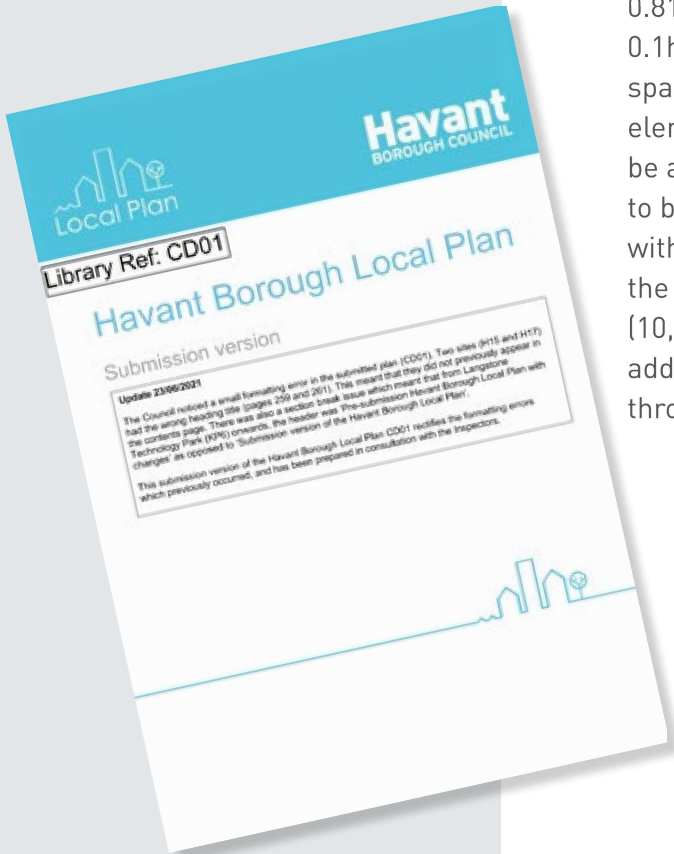 Havant
BOROUGH COUNCIL
Local Plan
Library Ref: CD01
Havant Borough Local Plan
Submission version
Update 23/06/2021
The Council noticed a small formatting error in the submitted plan (CD01). Two sites (H15 and H17)
had the wrong heading title (pages 259 and 261). This meant that they did not previously appear in
the contents page. There was also a section break issue which meant that from Langstone
Technology Park (KP6) onwards, the header was 'Pre-submission Havant Borough Local Plan with
changes' as opposed to 'Submission version of the Havant Borough Local Plan'.
This submission version of the Havant Borough Local Plan CD01 rectifies the formatting errors
which previously occurred, and has been prepared in consultation with the Inspectors.
0.81
0.1h
spa
elen
be a
to b
with
the
(10,
add
thro